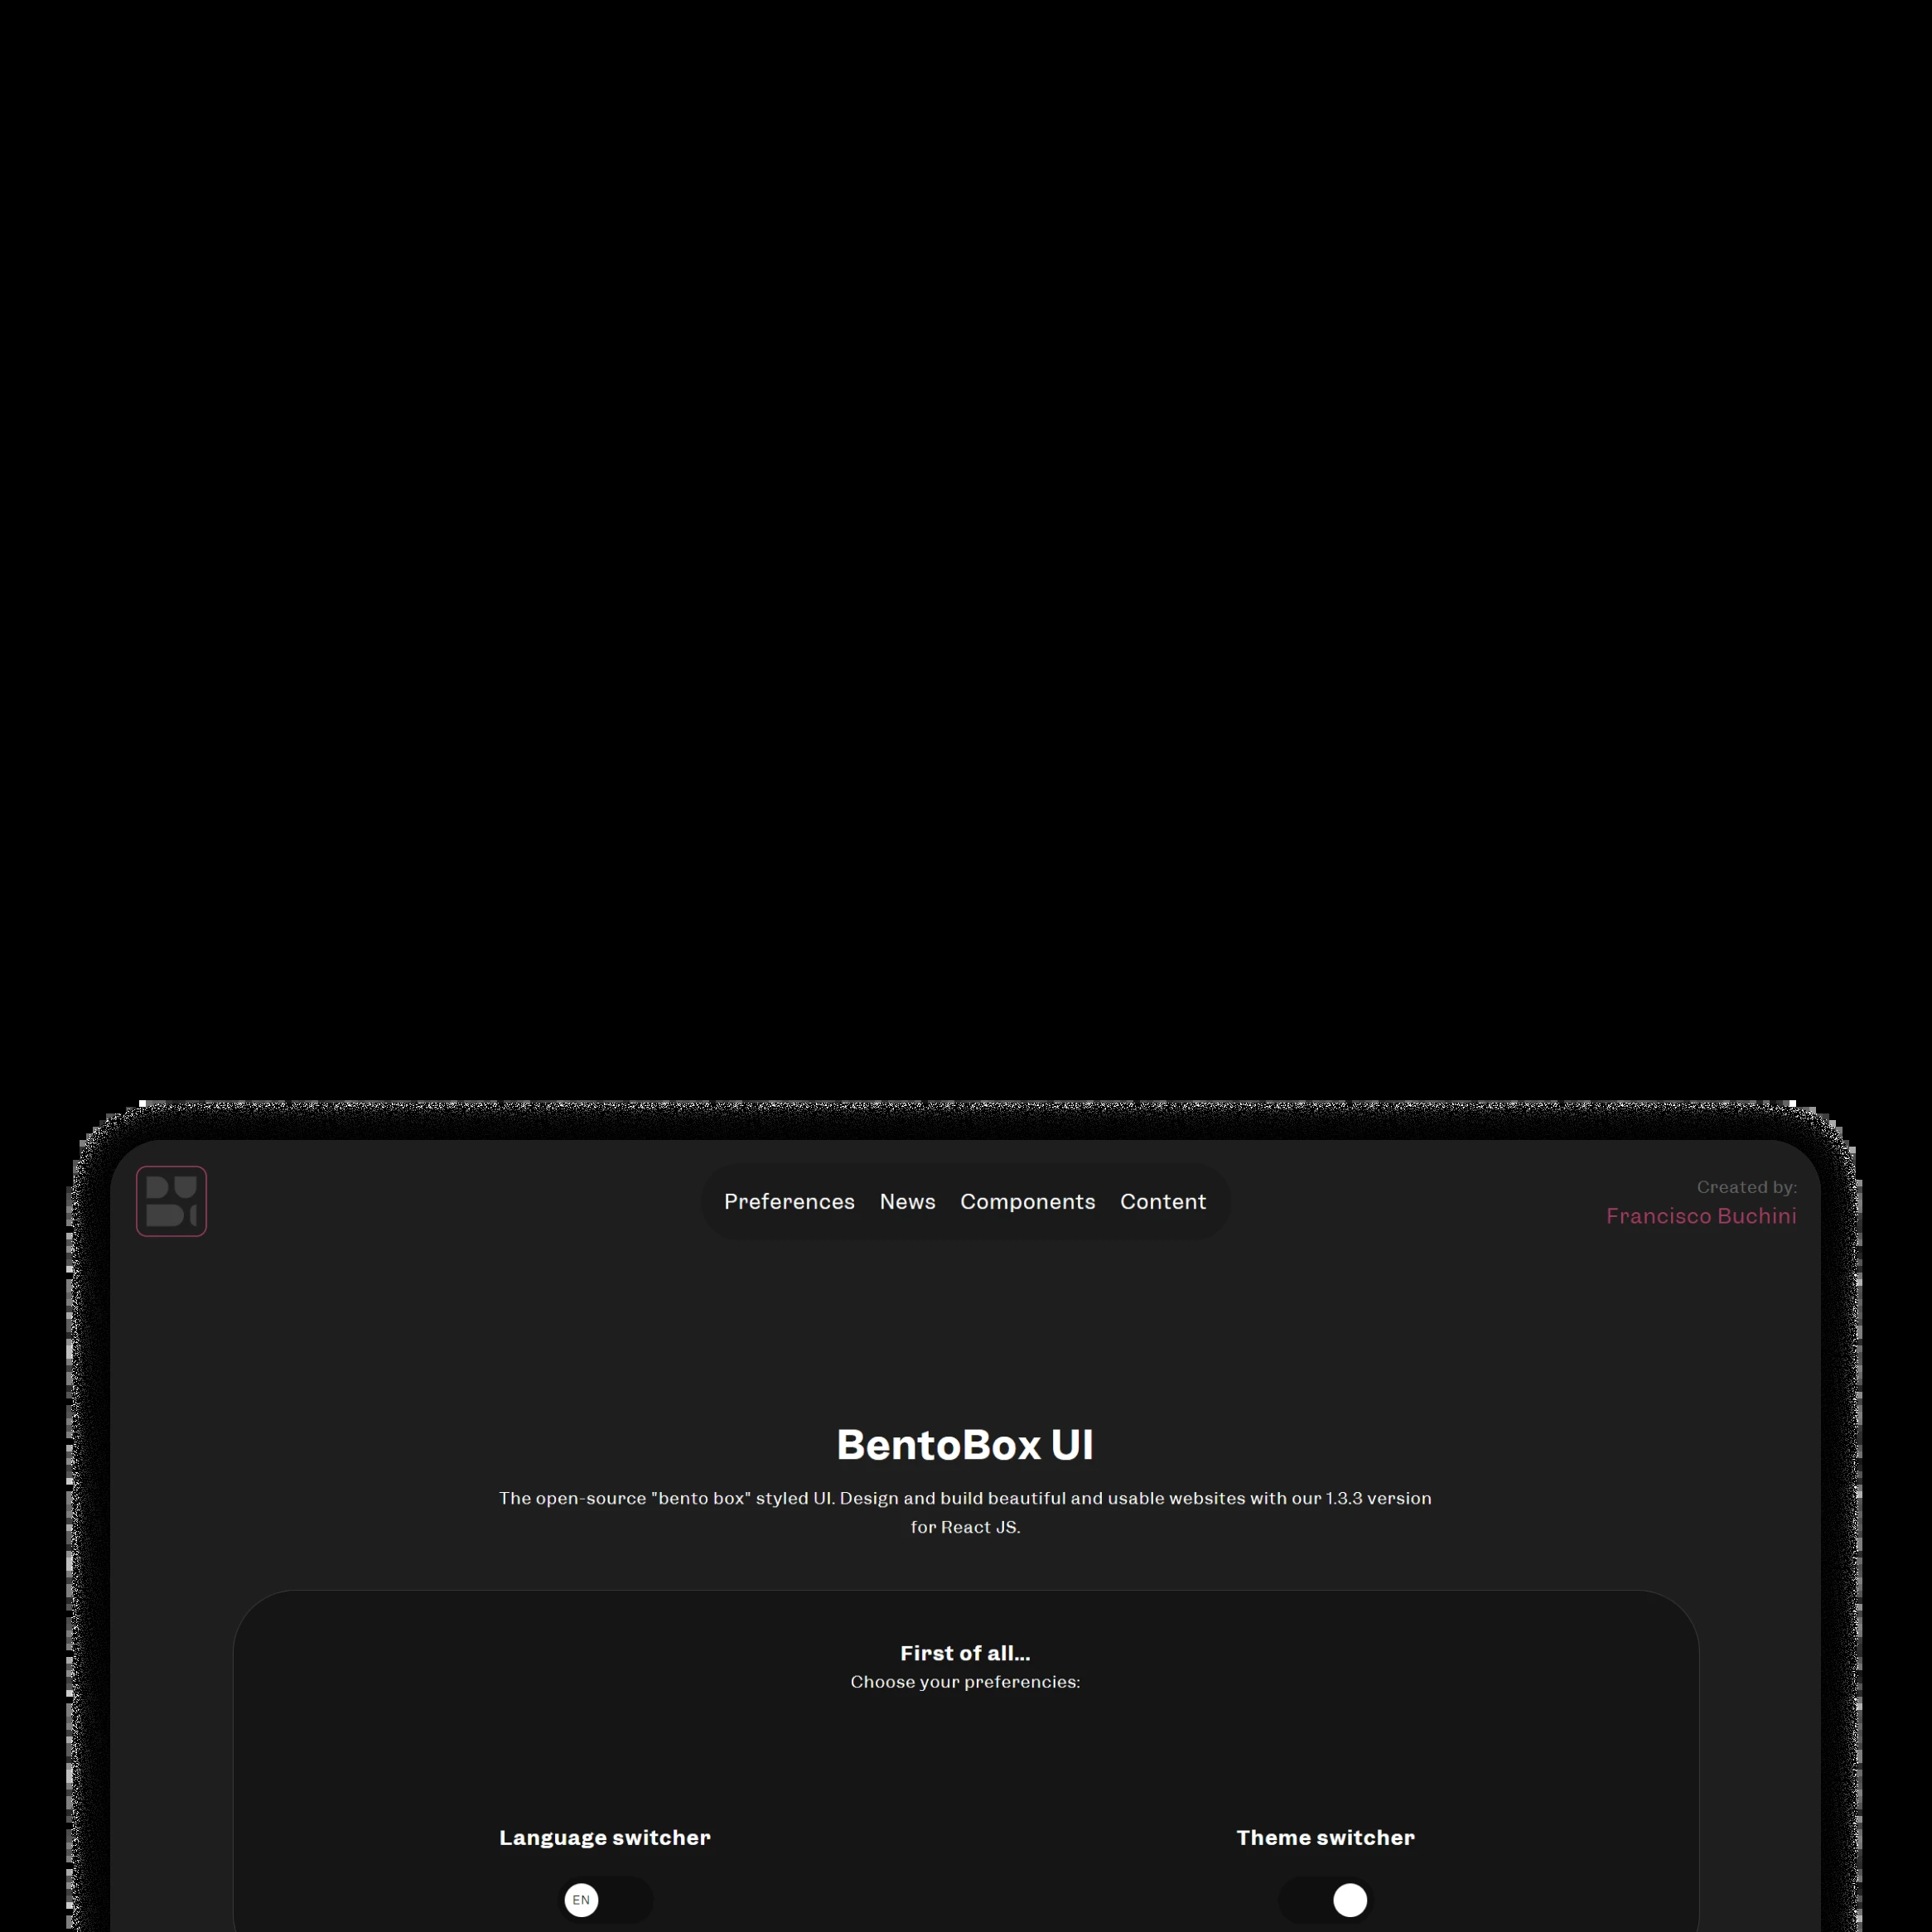 Preferences News Components Content
Created by:
Francisco Buchini
BentoBox UI
The open-source "bento box" styled UI. Design and build beautiful and usable websites with our 1.3.3 version
for React JS.
First of all...
Choose your preferencies:
Language switcher
Theme switcher
EN